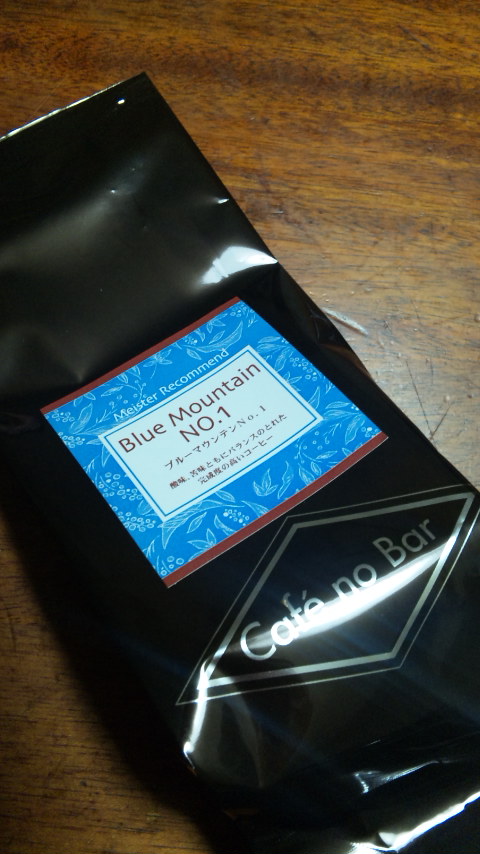 Meister Recommend
Blue Mountain
NO.1
ブルーマウンテンNo.1
酸味、苦味ともにバランスのとれた
完成度の高いコーヒー
Café no Bar